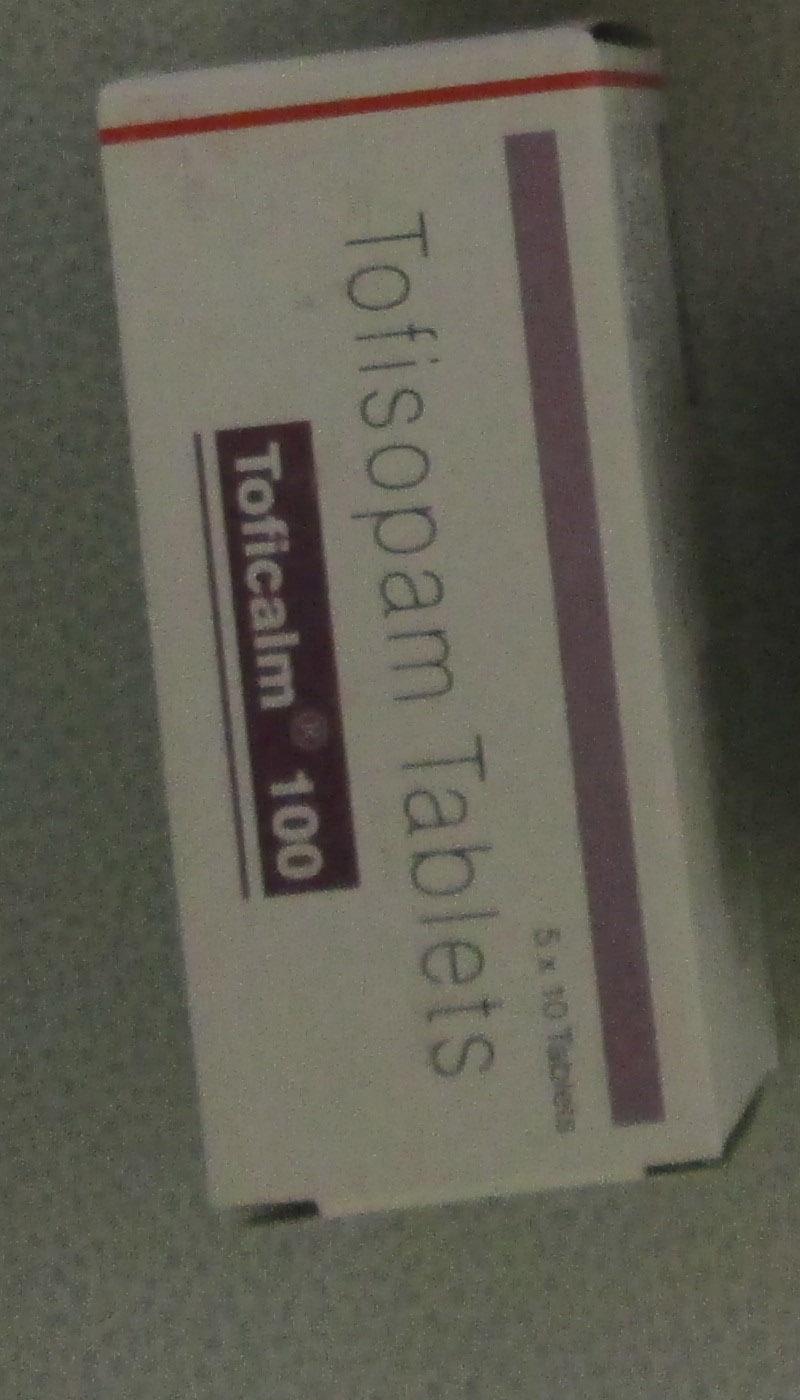 5 x 10 Tablets
Tofisopam Tablets
Toficalm® 100